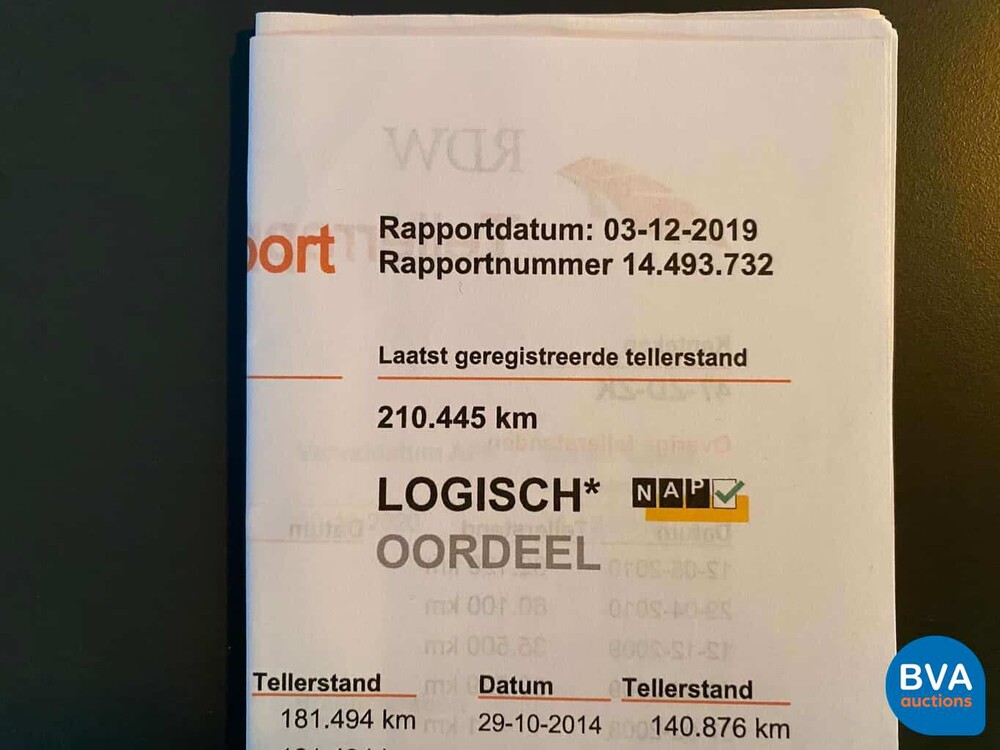 RDW
port
Rapportdatum: 03-12-2019
Rapportnummer 14.493.732
Laatst geregistreerde tellerstand
210.445 km
LOGISCH* NAP
OORDEEL
Tellerstand Datum Tellerstand
181.494 km 29-10-2014 140.876 km
BVA
auctions